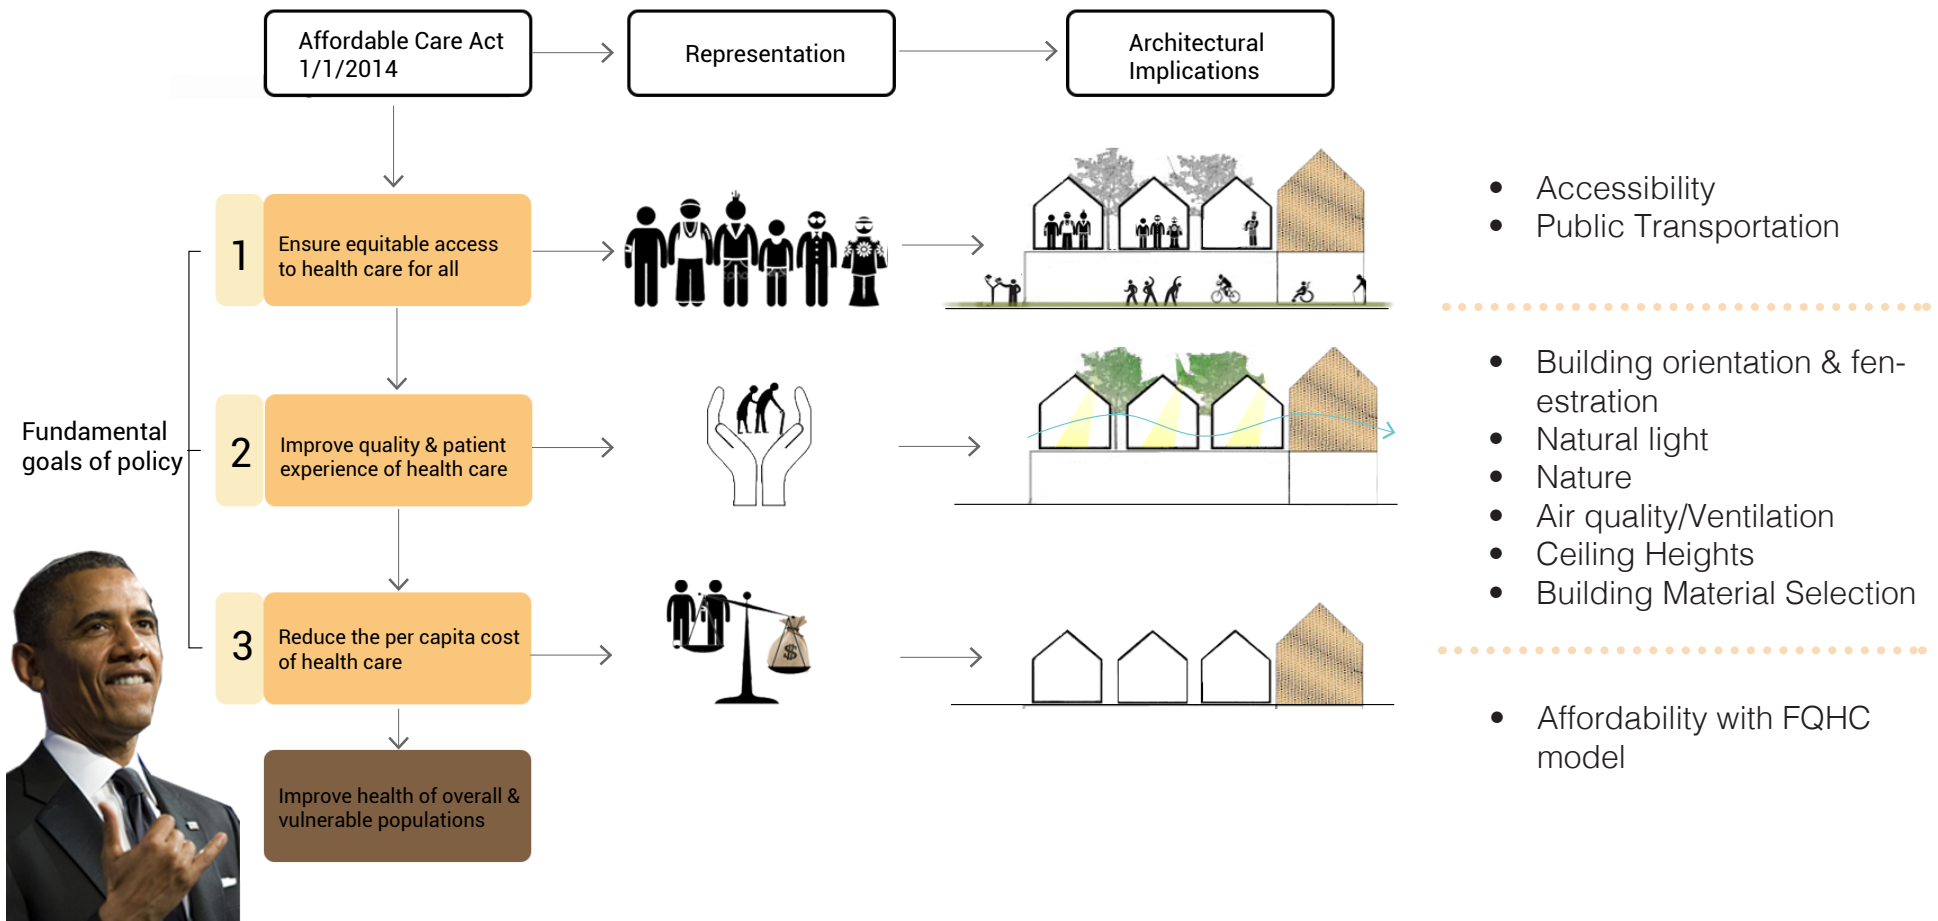 Affordable Care Act
1/1/2014
Representation
Architectural
Implications
Fundamental
goals of policy
1
Ensure equitable access
to health care for all
• Accessibility
• Public Transportation
2
Improve quality & patient
experience of health care
• Building orientation & fen-
estration
• Natural light
• Nature
• Air quality/Ventilation
• Ceiling Heights
• Building Material Selection
3
Reduce the per capita cost
of health care
$
• Affordability with FQHC
model
Improve health of overall &
vulnerable populations